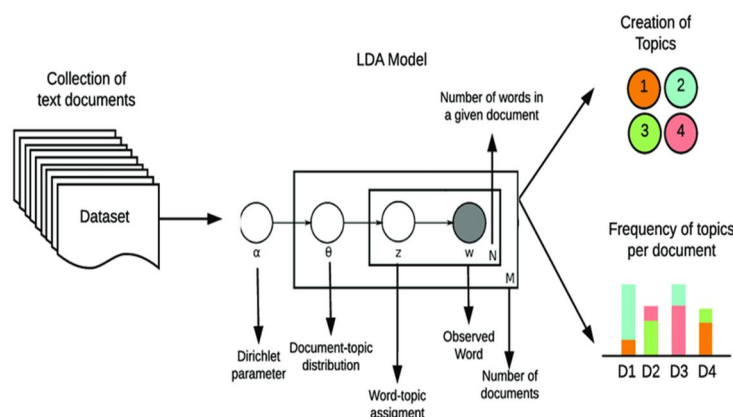 Creation of
Topics
1
2
3
4
LDA Model
Collection of
text documents
Dataset
Number of words in
a given document
α
θ
z
w
N
M
Dirichlet
parameter
Document-topic
distribution
Word-topic
assigment
Observed
Word
Number of
documents
Frequency of topics
per document
D1 D2 D3 D4